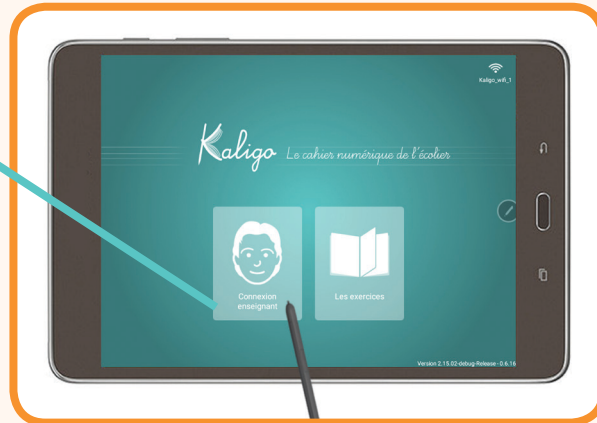 Kaligo_wifi_1
Kaligo Le cahier numérique de l'écolier
Connexion
enseignant
Les exercices
Version 2.15.02-debug-Release - 0.6.16